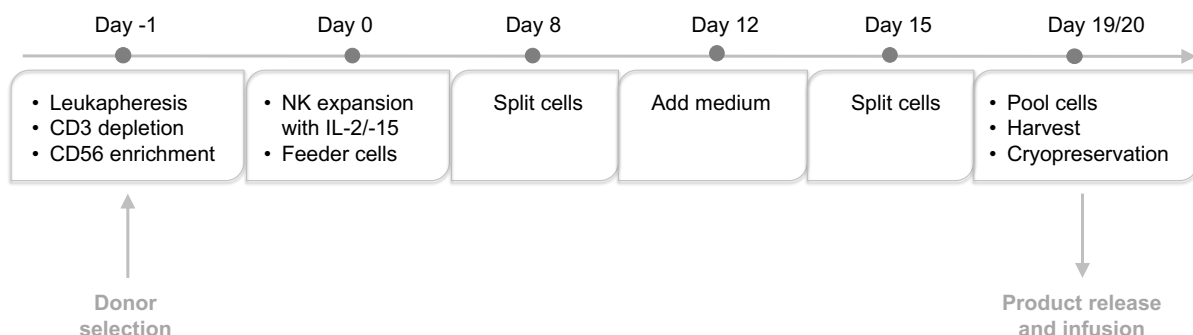 Day -1
Day 0
Day 8
Day 12
Day 15
Day 19/20
• Leukapheresis
• CD3 depletion
• CD56 enrichment
• NK expansion
with IL-2/-15
• Feeder cells
Split cells
Add medium
Split cells
• Pool cells
• Harvest
• Cryopreservation
Donor
selection
Product release
and infusion